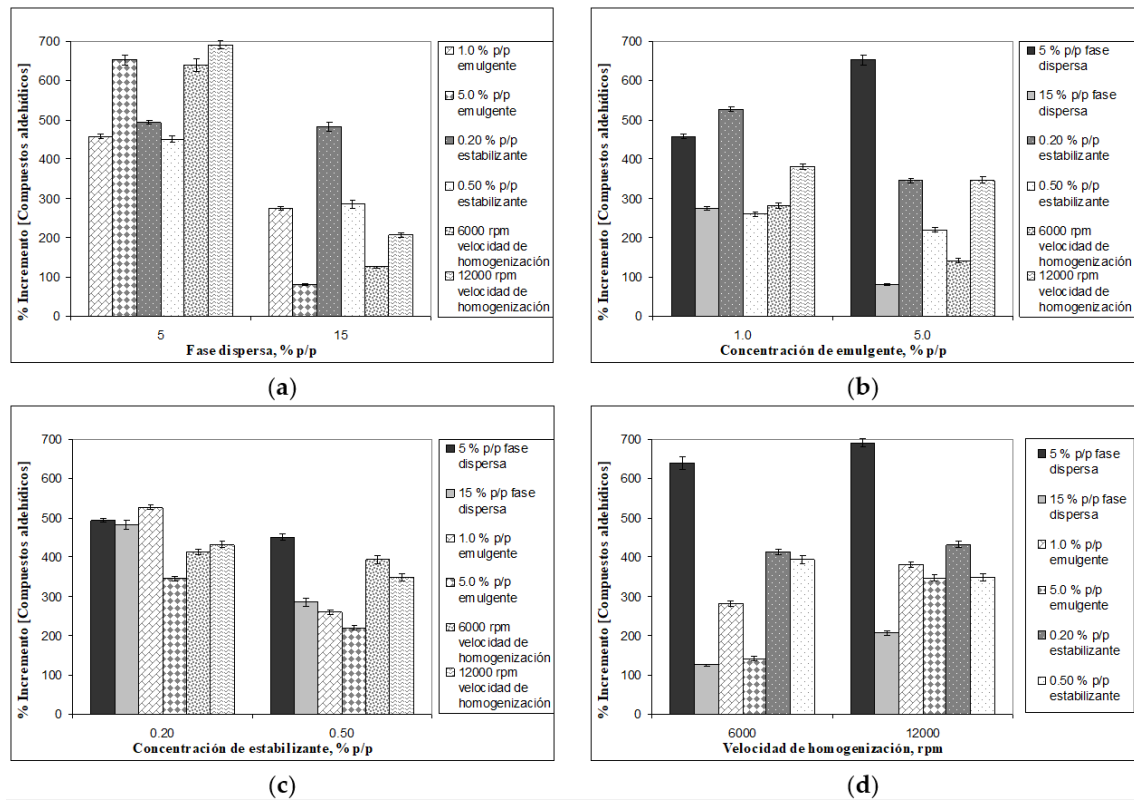 % Incremento [Compuestos aldehídicos]
700
600
500
400
300
200
100
0
5
15
Fase dispersa, % p/p
1.0 % p/p
emulgente
5.0 % p/p
emulgente
0.20 % p/p
estabilizante
0.50 % p/p
estabilizante
6000 rpm
velocidad de
homogenización
12000 rpm
velocidad de
homogenización
(a)
% Incremento [Compuestos aldehídicos]
700
600
500
400
300
200
100
0
1.0
5.0
Concentración de emulgente, % p/p
5 % p/p fase
dispersa
15 % p/p fase
dispersa
0.20 % p/p
estabilizante
0.50 % p/p
estabilizante
6000 rpm
velocidad de
homogenización
12000 rpm
velocidad de
homogenización
(b)
% Incremento [Compuestos aldehídicos]
700
600
500
400
300
200
100
0
0.20
0.50
Concentración de estabilizante, % p/p
5 % p/p fase
dispersa
15 % p/p fase
dispersa
1.0 % p/p
emulgente
5.0 % p/p
emulgente
6000 rpm
velocidad de
homogenización
12000 rpm
velocidad de
homogenización
(c)
% Incremento [Compuestos aldehídicos]
700
600
500
400
300
200
100
0
6000
12000
Velocidad de homogenización, rpm
5 % p/p fase
dispersa
15 % p/p fase
dispersa
1.0 % p/p
emulgente
5.0 % p/p
emulgente
0.20 % p/p
estabilizante
0.50 % p/p
estabilizante
(d)